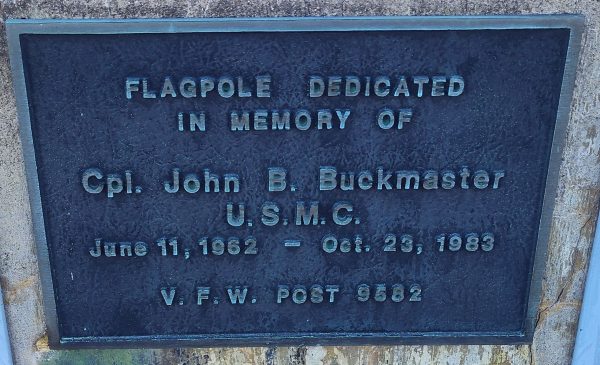 FLAGPOLE DEDICATED
IN MEMORY OF
Cpl. John B. Buckmaster
U.S.M.C.
June 11, 1962 – Oct. 23, 1983
V. F. W. POST 9582